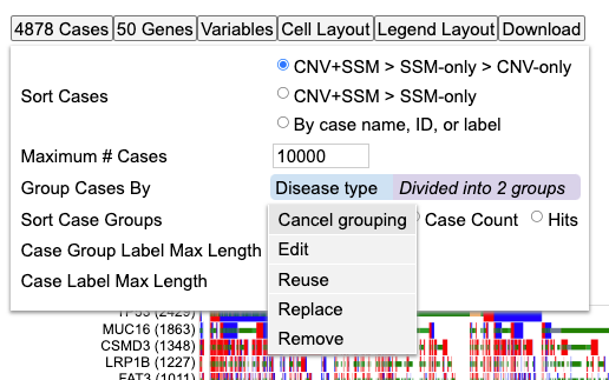 4878 Cases 50 Genes Variables Cell Layout Legend Layout Download
CNV+SSM > SSM-only > CNV-only
Sort Cases
CNV+SSM > SSM-only
By case name, ID, or label
Maximum # Cases 10000
Group Cases By Disease type Divided into 2 groups
Sort Case Groups Case Count Hits
Case Group Label Max Length
Case Label Max Length
Cancel grouping
Edit
Reuse
Replace
Remove
TP53 (2429)
MUC16 (1863)
CSMD3 (1348)
LRP1B (1227)
FAT3 (1011)